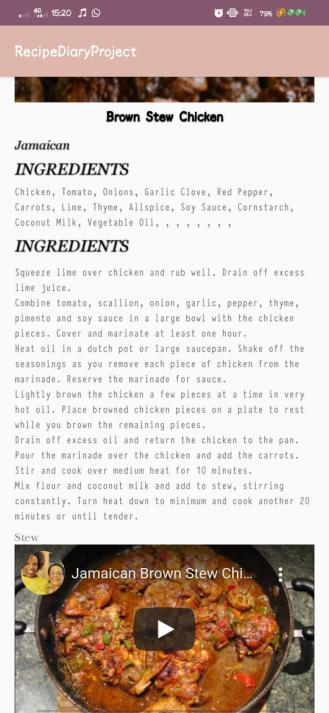 4G 15:20 79%
RecipeDiaryProject
Brown Stew Chicken
Jamaican
INGREDIENTS
Chicken, Tomato, Onions, Garlic Clove, Red Pepper,
Carrots, Lime, Thyme, Allspice, Soy Sauce, Cornstarch,
Coconut Milk, Vegetable Oil, , , , , , , ,
INGREDIENTS
Squeeze lime over chicken and rub well. Drain off excess
lime juice.
Combine tomato, scallion, onion, garlic, pepper, thyme,
pimento and soy sauce in a large bowl with the chicken
pieces. Cover and marinate at least one hour.
Heat oil in a dutch pot or large saucepan. Shake off the
seasonings as you remove each piece of chicken from the
marinade. Reserve the marinade for sauce.
Lightly brown the chicken a few pieces at a time in very
hot oil. Place browned chicken pieces on a plate to rest
while you brown the remaining pieces.
Drain off excess oil and return the chicken to the pan.
Pour the marinade over the chicken and add the carrots.
Stir and cook over medium heat for 10 minutes.
Mix flour and coconut milk and add to stew, stirring
constantly. Turn heat down to minimum and cook another 20
minutes or until tender.
Stew
Jamaican Brown Stew Chi...